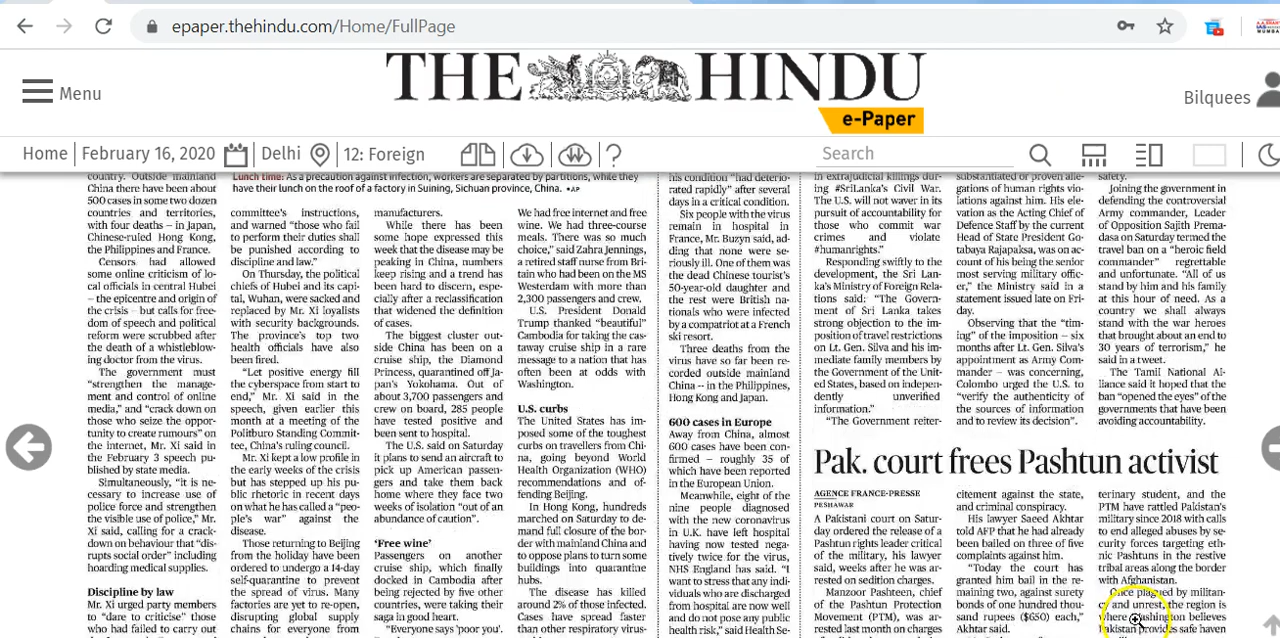 epaper.thehindu.com/Home/FullPage
THE HINDU
e-Paper
Menu
Bilquees
Home
February 16, 2020
Delhi
12: Foreign
?
Search
country. Outside mainland
China there have been about
500 cases in some two dozen
countries and territories,
with four deaths – in Japan,
Chinese-ruled Hong Kong,
the Philippines and France.
Censors had allowed
some online criticism of lo-
cal officials in central Hubei
– the epicentre and origin of
the crisis – but calls for free-
dom of speech and political
reform were scrubbed after
the death of a whistleblow-
ing doctor from the virus.
The government must
"strengthen the manage-
ment and control of online
media," and "crack down on
those who seize the oppor-
tunity to create rumours" on
the internet, Mr. Xi said in
the February 3 speech pu-
blished by state media.
Simultaneously, "it is ne-
cessary to increase use of
police force and strengthen
the visible use of police," Mr.
Xi said, calling for a crack-
down on behaviour that "dis-
rupts social order" including
hoarding medical supplies.
Discipline by law
Mr. Xi urged party members
to "dare to criticise" those
who had failed to carry out
Lunch time: As a precaution against infection, workers are separated by partitions, while they
have their lunch on the roof of a factory in Suining, Sichuan province, China. •AP
committee's instructions,
and warned "those who fail
to perform their duties shall
be punished according to
discipline and law."
On Thursday, the political
chiefs of Hubei and its capi-
tal, Wuhan, were sacked and
replaced by Mr. Xi loyalists
with security backgrounds.
The province's top two
health officials have also
been fired.
"Let positive energy fill
the cyberspace from start to
end," Mr. Xi said in the
speech, given earlier this
month at a meeting of the
Politburo Standing Commit-
tee, China's ruling council.
Mr. Xi kept a low profile in
the early weeks of the crisis
but has stepped up his pu-
blic rhetoric in recent days
on what he has called a "peo-
ple's war" against the
disease.
Those returning to Beijing
from the holiday have been
ordered to undergo a 14-day
self-quarantine to prevent
the spread of virus. Many
factories are yet to re-open,
disrupting global supply
chains for everyone from
manufacturers.
While there has been
some hope expressed this
week that the disease may be
peaking in China, numbers
keep rising and a trend has
been hard to discern, espe-
cially after a reclassification
that widened the definition
of cases.
The biggest cluster out-
side China has been on a
cruise ship, the Diamond
Princess, quarantined off Ja-
pan's Yokohama. Out of
about 3,700 passengers and
crew on board, 285 people
have tested positive and
been sent to hospital.
The U.S. said on Saturday
it plans to send an aircraft to
pick up American passen-
gers and take them back
home where they face two
weeks of isolation "out of an
abundance of caution".
'Free wine'
Passengers on another
cruise ship, which finally
docked in Cambodia after
being rejected by five other
countries, were taking their
saga in good heart.
"Everyone says 'poor you'.
We had free internet and free
wine. We had three-course
meals. There was so much
choice," said Zahra Jennings,
a retired staff nurse from Bri-
tain who had been on the MS
Westerdam with more than
2,300 passengers and crew.
U.S. President Donald
Trump thanked "beautiful"
Cambodia for taking the cas-
taway cruise ship in a rare
message to a nation that has
often been at odds with
Washington.
U.S. curbs
The United States has im-
posed some of the toughest
curbs on travellers from Chi-
na, going beyond World
Health Organization (WHO)
recommendations and of-
fending Beijing.
In Hong Kong, hundreds
marched on Saturday to de-
mand full closure of the bor-
der with mainland China and
to oppose plans to turn some
buildings into quarantine
hubs.
The disease has killed
around 2% of those infected.
Cases have spread faster
than other respiratory virus-
his condition "had deterio-
rated rapidly" after several
days in a critical condition.
Six people with the virus
remain in hospital in
France, Mr. Buzyn said, ad-
ding that none were se-
riously ill. One of them was
the dead Chinese tourist's
50-year-old daughter and
the rest were British na-
tionals who were infected
by a compatriot at a French
ski resort.
Three deaths from the
virus have so far been re-
corded outside mainland
China -- in the Philippines,
Hong Kong and Japan.
600 cases in Europe
Away from China, almost
600 cases have been con-
firmed – roughly 35 of
which have been reported
in the European Union.
Meanwhile, eight of the
nine people diagnosed
with the new coronavirus
in U.K. have left hospital
having now tested nega-
tively twice for the virus,
NHS England has said. "I
want to stress that any indi-
viduals who are discharged
from hospital are now well
and do not pose any public
health risk," said Health Se-
in extrajudicial killings dur-
ing #SriLanka's Civil War.
The U.S. will not waver in its
pursuit of accountability for
those who commit war
crimes and violate
#humanrights."
Responding swiftly to the
development, the Sri Lan-
ka's Ministry of Foreign Rela-
tions said: "The Govern-
ment of Sri Lanka takes
strong objection to the im-
position of travel restrictions
on Lt. Gen. Silva and his im-
mediate family members by
the Government of the Unit-
ed States, based on indepen-
dently unverified
information."
"The Government reiter-
substantiated or proven alle-
gations of human rights vio-
lations against him. His ele-
vation as the Acting Chief of
Defence Staff by the current
Head of State President Go-
tabaya Rajapaksa, was on ac-
count of his being the senior
most serving military offic-
er," the Ministry said in a
statement issued late on Fri-
day.
Observing that the "tim-
ing" of the imposition – six
months after Lt. Gen. Silva's
appointment as Army Com-
mander – was concerning,
Colombo urged the U.S. to
"verify the authenticity of
the sources of information
and to review its decision".
safety.
Joining the government in
defending the controversial
Army commander, Leader
of Opposition Sajith Prema-
dasa on Saturday termed the
travel ban on a "heroic field
commander" regrettable
and unfortunate. "All of us
stand by him and his family
at this hour of need. As a
country we shall always
stand with the war heroes
that brought about an end to
30 years of terrorism," he
said in a tweet.
The Tamil National Al-
liance said it hoped that the
ban "opened the eyes" of the
governments that have been
avoiding accountability.
Pak. court frees Pashtun activist
AGENCE FRANCE-PRESSE
PESHAWAR
A Pakistani court on Satur-
day ordered the release of a
Pashtun rights leader critical
of the military, his lawyer
said, weeks after he was ar-
rested on sedition charges.
Manzoor Pashteen, chief
of the Pashtun Protection
Movement (PTM), was ar-
rested last month on charges
citement against the state,
and criminal conspiracy.
His lawyer Saeed Akhtar
told AFP that he had already
been bailed on three of five
complaints against him.
"Today the court has
granted him bail in the re-
maining two, against surety
bonds of one hundred thou-
sand rupees ($650) each,"
Akhtar said.
terinary student, and the
PTM have rattled Pakistan's
military since 2018 with calls
to end alleged abuses by se-
curity forces targeting eth-
nic Pashtuns in the restive
tribal areas along the border
with Afghanistan.
Once plagued by militan-
cy and unrest, the region is
where Washington believes
Pakistan provides safe haven